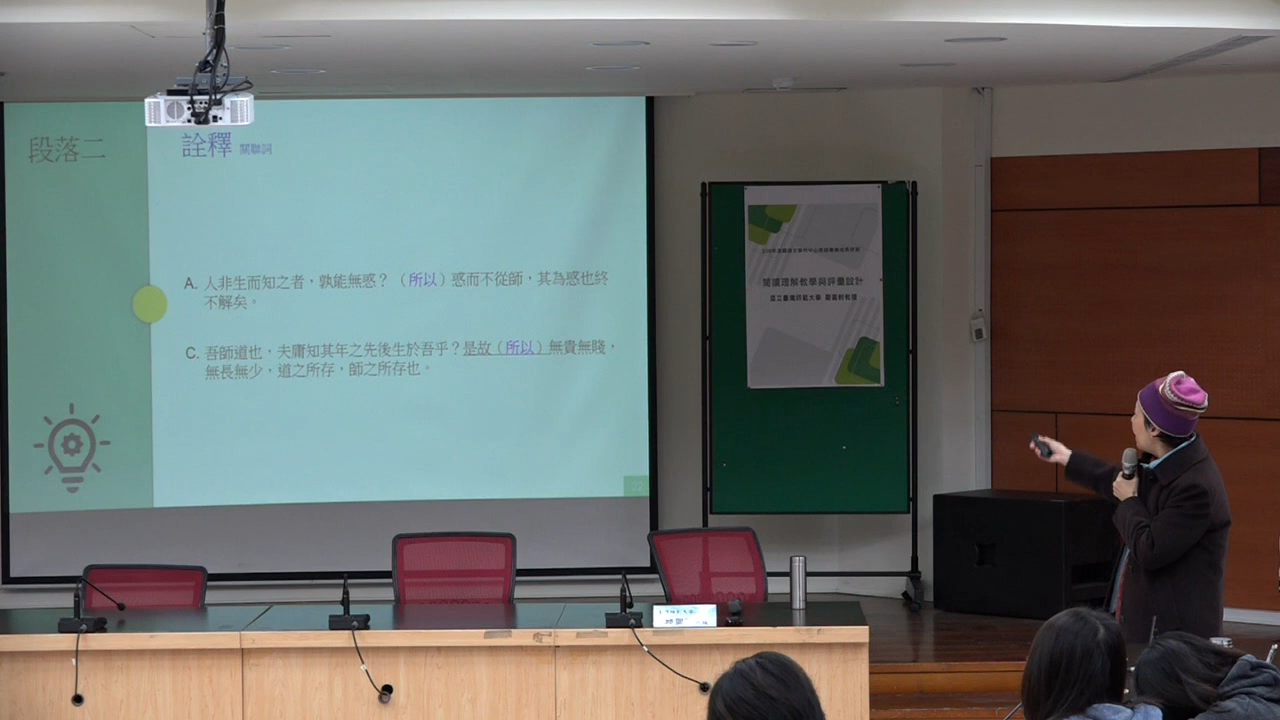 段落二
詮釋 關聯詞
A. 人非生而知之者，孰能無惑？（所以）惑而不從師，其為惑也終
不解矣。
C. 吾師道也，夫庸知其年之先後生於吾乎？是故（所以）無貴無賤，
無長無少，道之所存，師之所存也。
閱讀理解教學與評量設計
國立臺灣師範大學